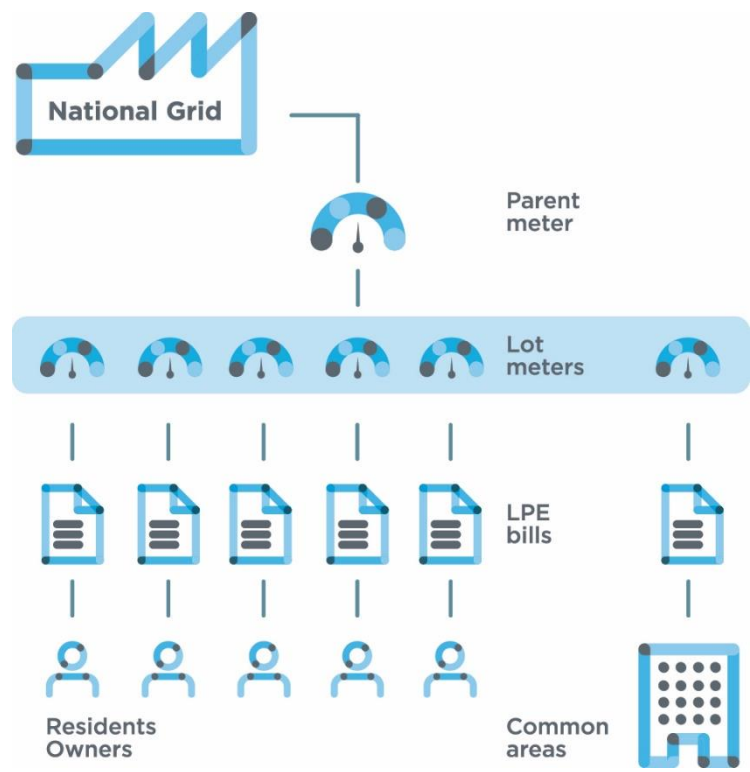 National Grid
Parent
meter
Lot
meters
LPE
bills
Residents
Owners
Common
areas